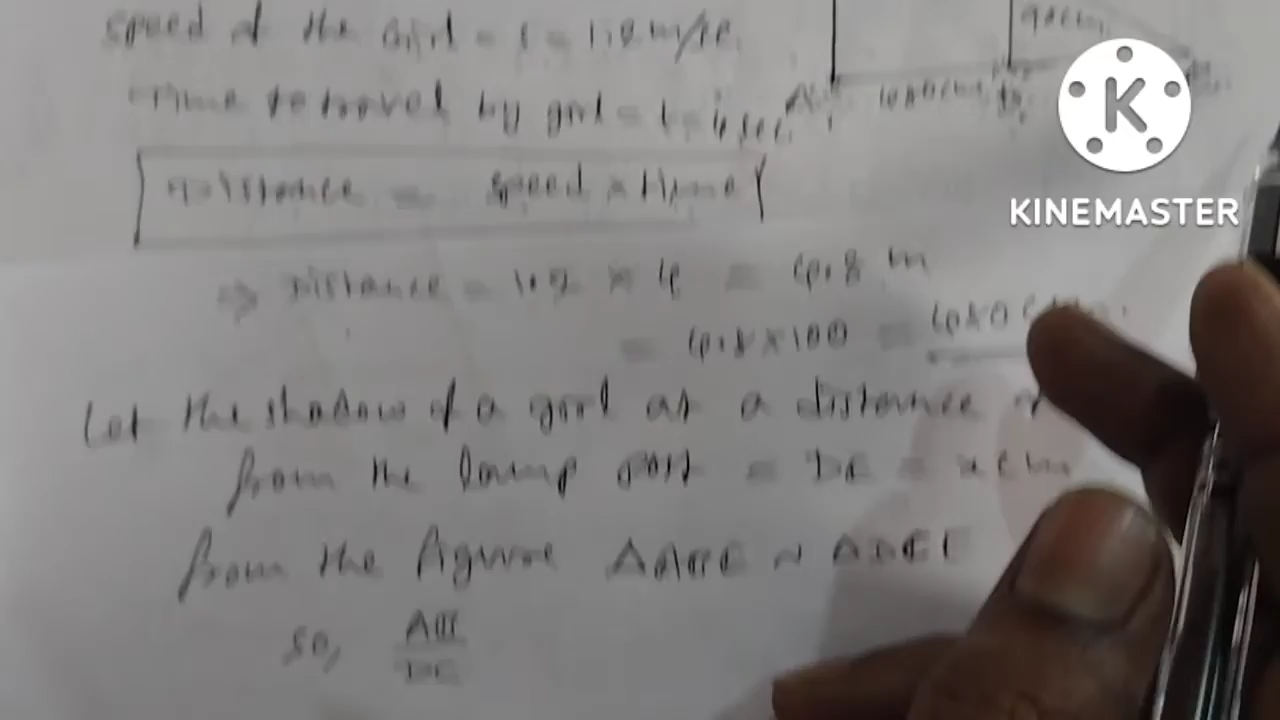 speed of the girl = s = 1.2 m/sec.
Time to travel by girl = t = 4 sec.
90cm
Distance = speed × Time
⇒ Distance = 1.2 × 4 = 4.8 m
= 4.8 × 100 = 480 cm.
Let the shadow of a girl at a distance of
from the lamp post = DE = x cm
from the figure ΔABE ~ ΔDCE
so, 
KINEMASTER